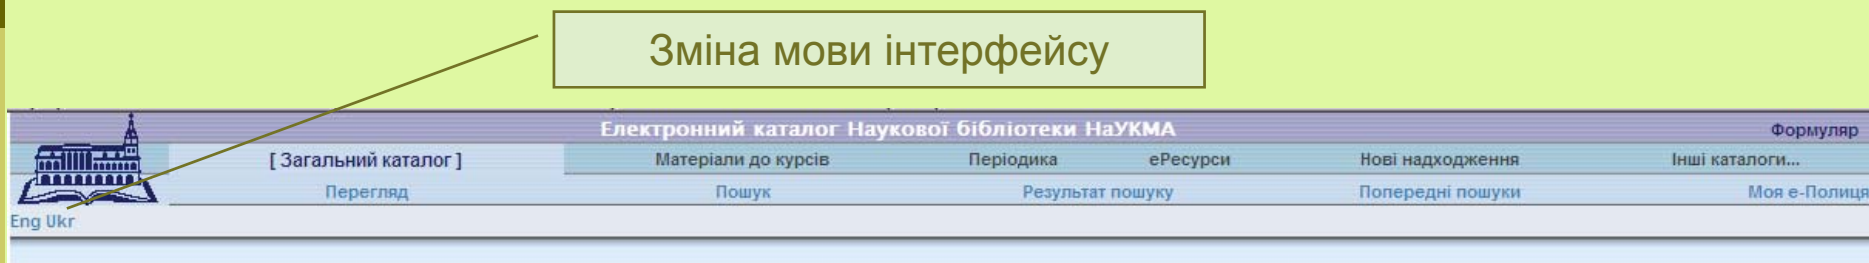 Зміна мови інтерфейсу
Електронний каталог Наукової бібліотеки НаУКМА
Формуляр
[ Загальний каталог ] Матеріали до курсів Періодика еРесурси Нові надходження Інші каталоги...
Перегляд Пошук Результат пошуку Попередні пошуки Моя е-Полиця
Eng Ukr